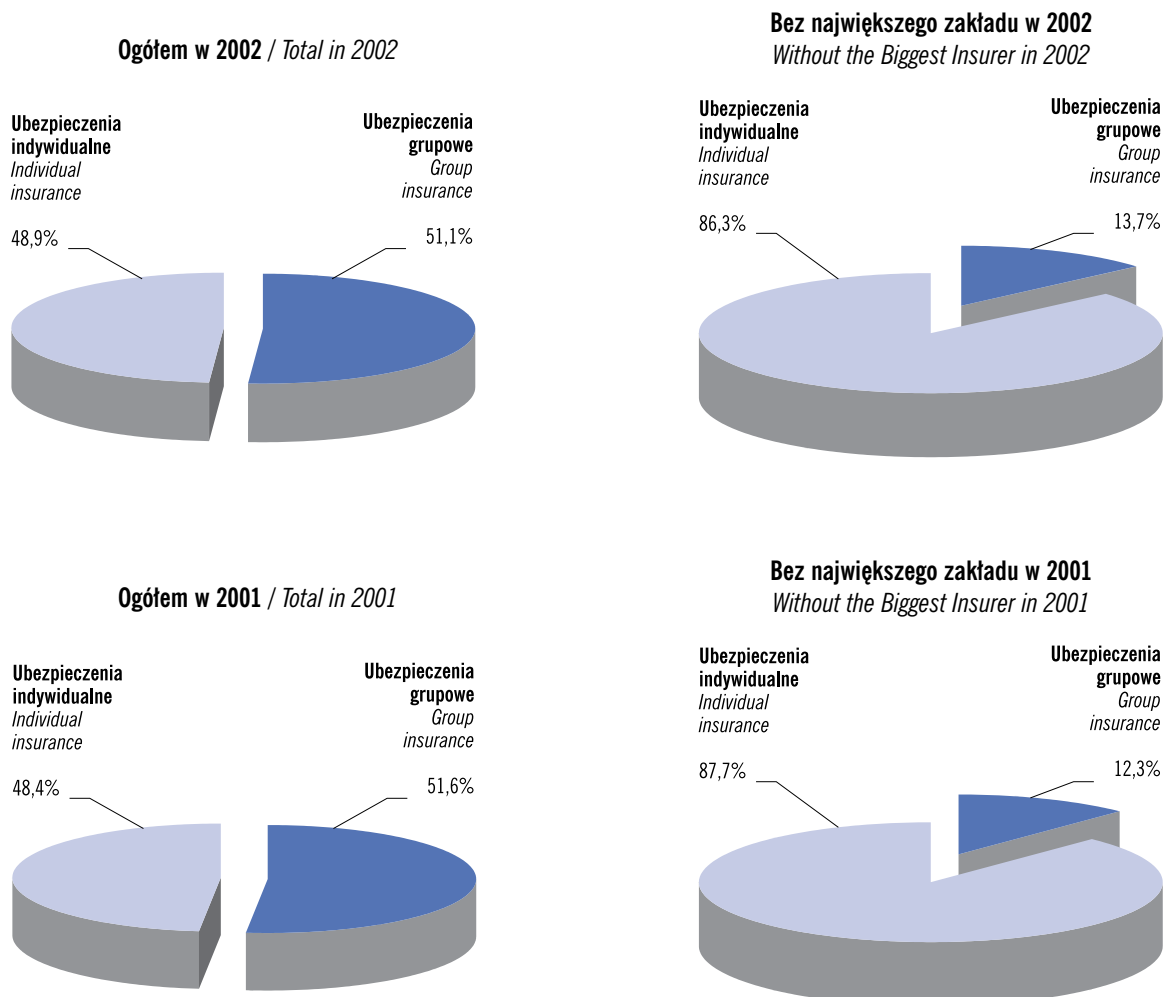 Ogółem w 2002 / Total in 2002
Ubezpieczenia
indywidualne
Individual
insurance
48,9%
Ubezpieczenia
grupowe
Group
insurance
51,1%
Bez największego zakładu w 2002
Without the Biggest Insurer in 2002
Ubezpieczenia
indywidualne
Individual
insurance
86,3%
Ubezpieczenia
grupowe
Group
insurance
13,7%
Ogółem w 2001 / Total in 2001
Ubezpieczenia
indywidualne
Individual
insurance
48,4%
Ubezpieczenia
grupowe
Group
insurance
51,6%
Bez największego zakładu w 2001
Without the Biggest Insurer in 2001
Ubezpieczenia
indywidualne
Individual
insurance
87,7%
Ubezpieczenia
grupowe
Group
insurance
12,3%